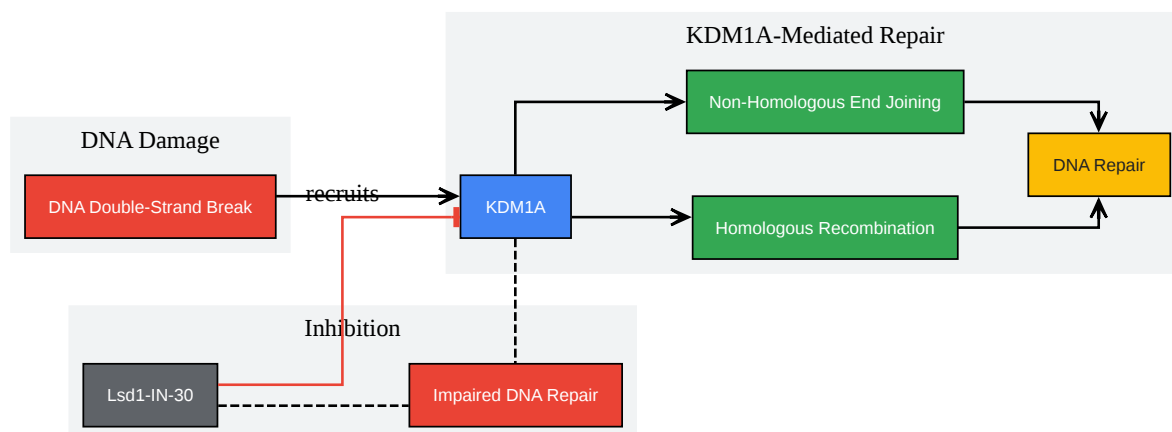 KDM1A-Mediated Repair
Non-Homologous End Joining
DNA Damage
DNA Repair
DNA Double-Strand Break
recruits
KDM1A
Homologous Recombination
Inhibition
Lsd1-IN-30
Impaired DNA Repair